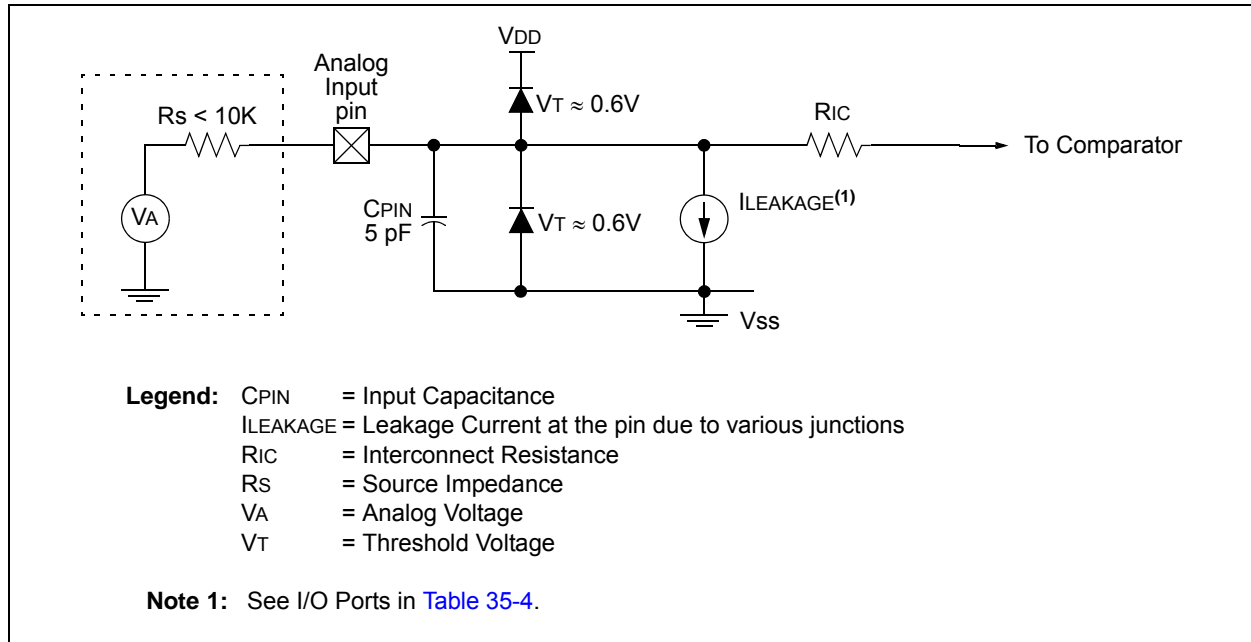 VDD
Analog
Input
pin
Rs < 10K
VT ≈ 0.6V
RIC
To Comparator
VA
CPIN
5 pF
VT ≈ 0.6V
ILEAKAGE(1)
Vss
Legend: CPIN = Input Capacitance
ILEAKAGE = Leakage Current at the pin due to various junctions
RIC = Interconnect Resistance
RS = Source Impedance
VA = Analog Voltage
VT = Threshold Voltage
Note 1: See I/O Ports in Table 35-4.